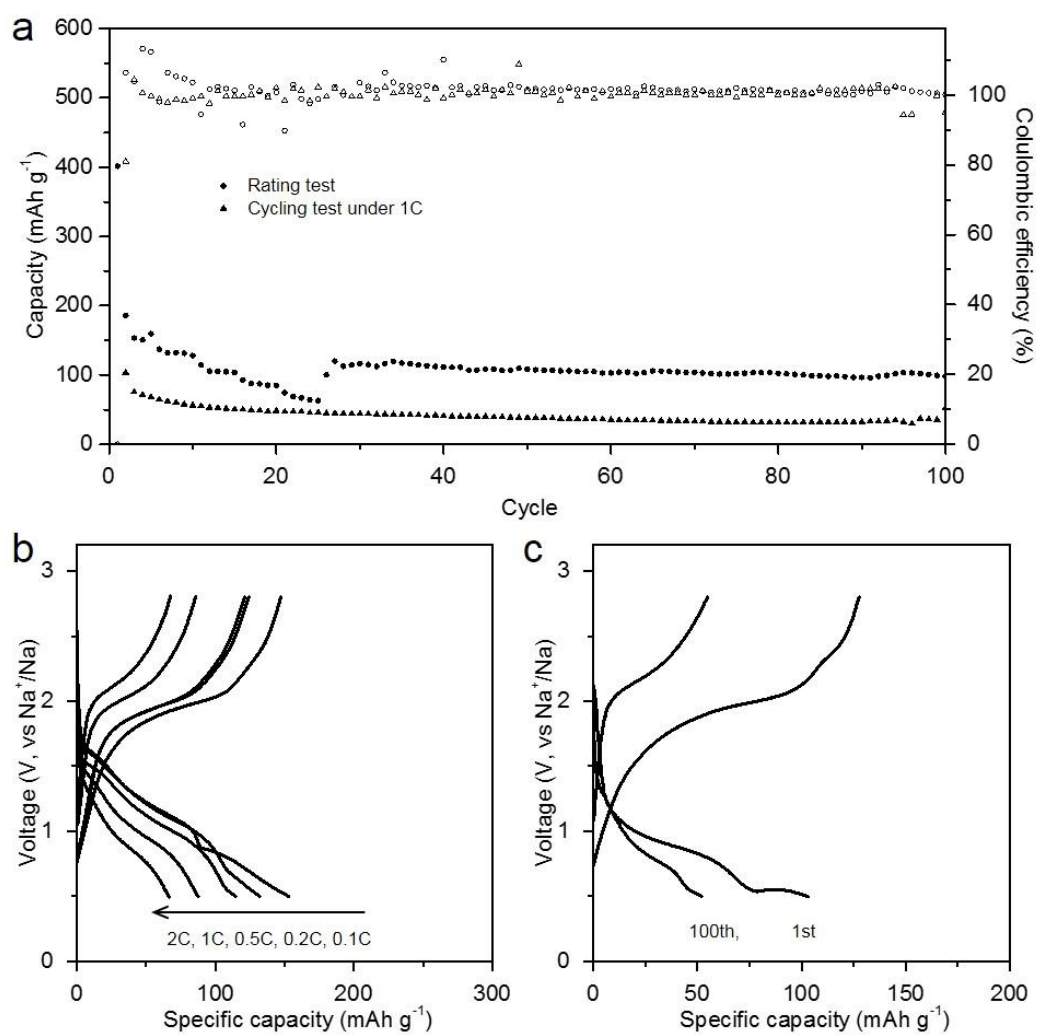 a
600
500
400
300
200
100
0
Capacity (mAh g⁻¹)
100
80
60
40
20
0
Colulombic efficiency (%)
Rating test
Cycling test under 1C
0 20 40 60 80 100
Cycle
b
3
2
1
0
Voltage (V, vs Na⁺/Na)
2C, 1C, 0.5C, 0.2C, 0.1C
0 100 200 300
Specific capacity (mAh g⁻¹)
c
3
2
1
0
Voltage (V, vs Na⁺/Na)
100th, 1st
0 50 100 150 200
Specific capacity (mAh g⁻¹)